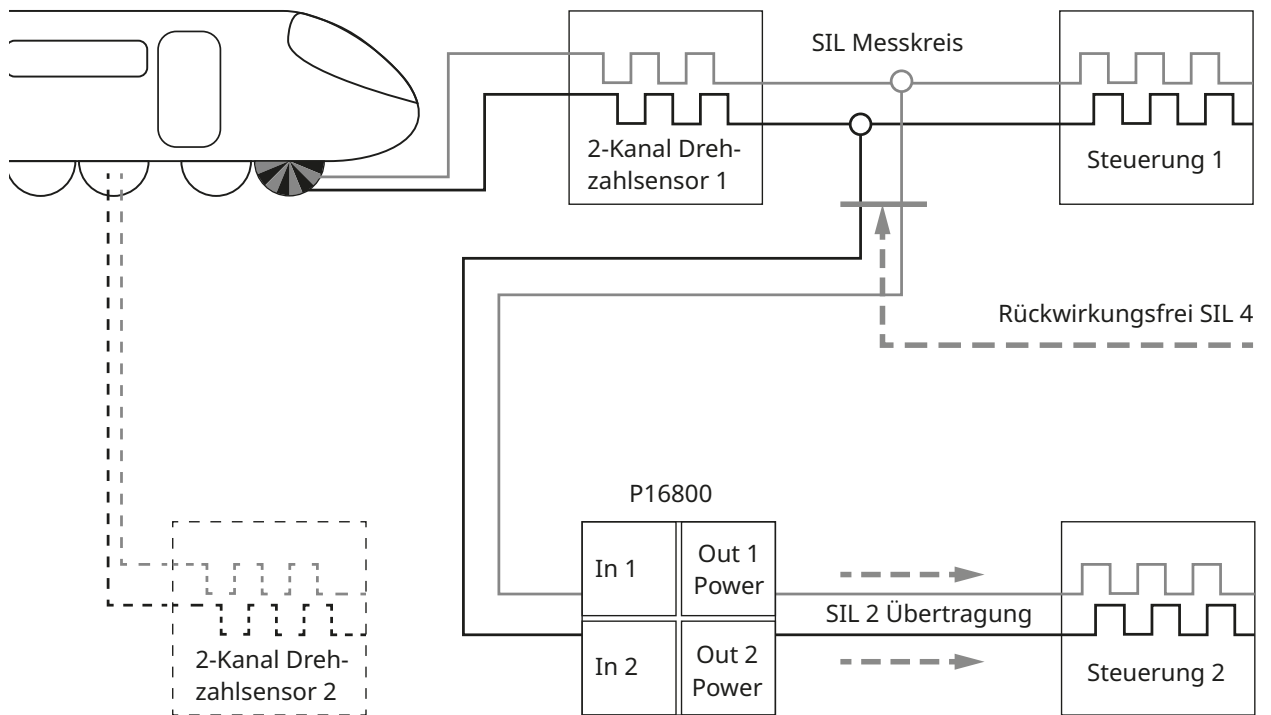 SIL Messkreis
2-Kanal Dreh-
zahlsensor 1
Steuerung 1
Rückwirkungsfrei SIL 4
P16800
In 1
Out 1
Power
SIL 2 Übertragung
In 2
Out 2
Power
2-Kanal Dreh-
zahlsensor 2
Steuerung 2